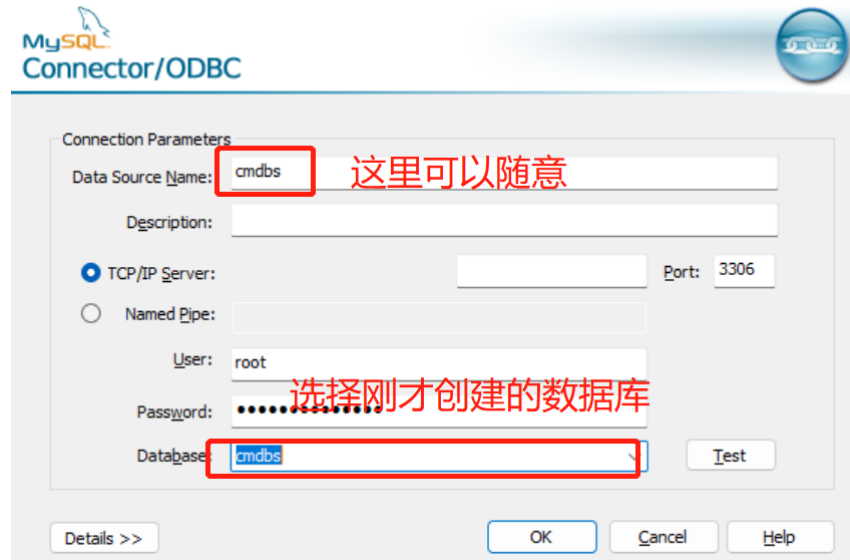 MySQL
Connector/ODBC
Connection Parameters
Data Source Name: cmdbs 这里可以随意
Description:
TCP/IP Server: Port: 3306
Named Pipe:
User: root
选择刚才创建的数据库
Password: ••••••••••••••
Database: cmdbs Test
Details >> OK Cancel Help